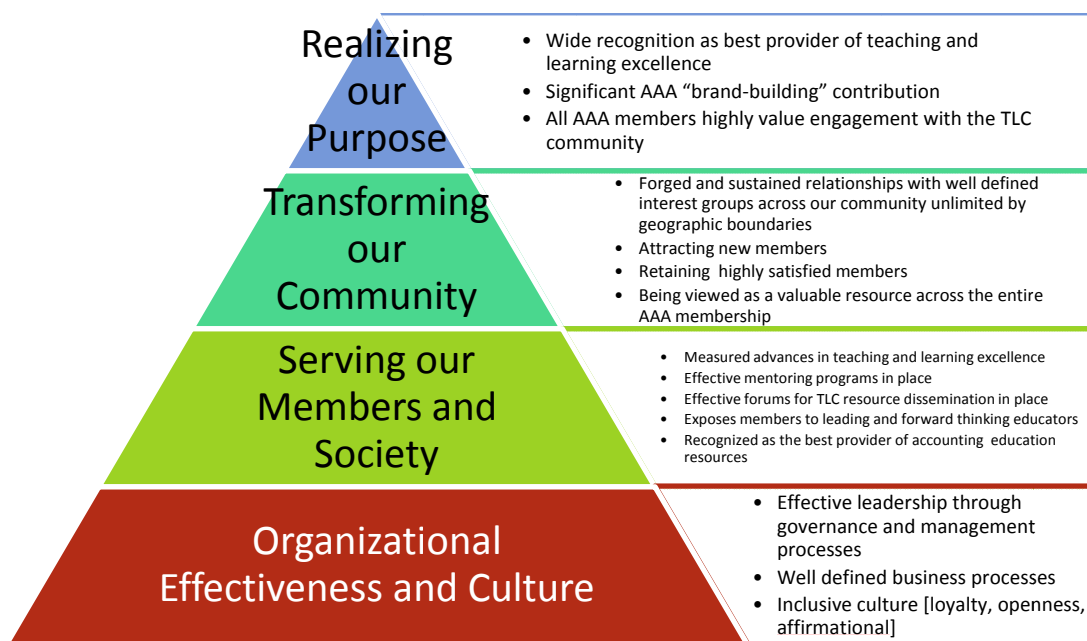 Realizing
our
Purpose
• Wide recognition as best provider of teaching and
learning excellence
• Significant AAA “brand-building” contribution
• All AAA members highly value engagement with the TLC
community
Transforming
our
Community
• Forged and sustained relationships with well defined
interest groups across our community unlimited by
geographic boundaries
• Attracting new members
• Retaining highly satisfied members
• Being viewed as a valuable resource across the entire
AAA membership
Serving our
Members and
Society
• Measured advances in teaching and learning excellence
• Effective mentoring programs in place
• Effective forums for TLC resource dissemination in place
• Exposes members to leading and forward thinking educators
• Recognized as the best provider of accounting education
resources
Organizational
Effectiveness and Culture
• Effective leadership through
governance and management
processes
• Well defined business processes
• Inclusive culture [loyalty, openness,
affirmational]